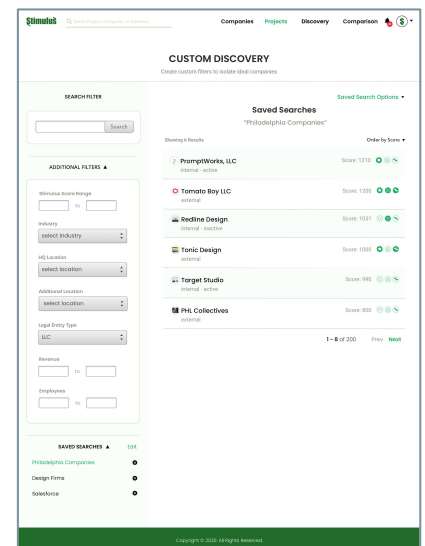 Stimulus
Search Projects, Companies, or Discovery
Companies
Projects
Discovery
Comparison
CUSTOM DISCOVERY
Create custom filters to isolate ideal companies
SEARCH FILTER
Search
ADDITIONAL FILTERS ▲
Stimulus Score Range
to
Industry
select industry
HQ Location
select location
Additional Location
select location
Legal Entity Type
LLC
Revenue
to
Employees
to
SAVED SEARCHES ▲ Edit
Philadelphia Companies
Design Firms
Salesforce
Saved Search Options ▼
Saved Searches
"Philadelphia Companies"
Showing 6 Results Order by Score ▼
PromptWorks, LLC Score: 1210
internal - active
Tomato Boy LLC Score: 1200
external
Redline Design Score: 1031
internal - inactive
Tonic Design Score: 1000
external
Target Studio Score: 990
internal - active
PHL Collectives Score: 800
external
1 - 8 of 200 Prev Next
Copyright © 2020. All Rights Reserved.